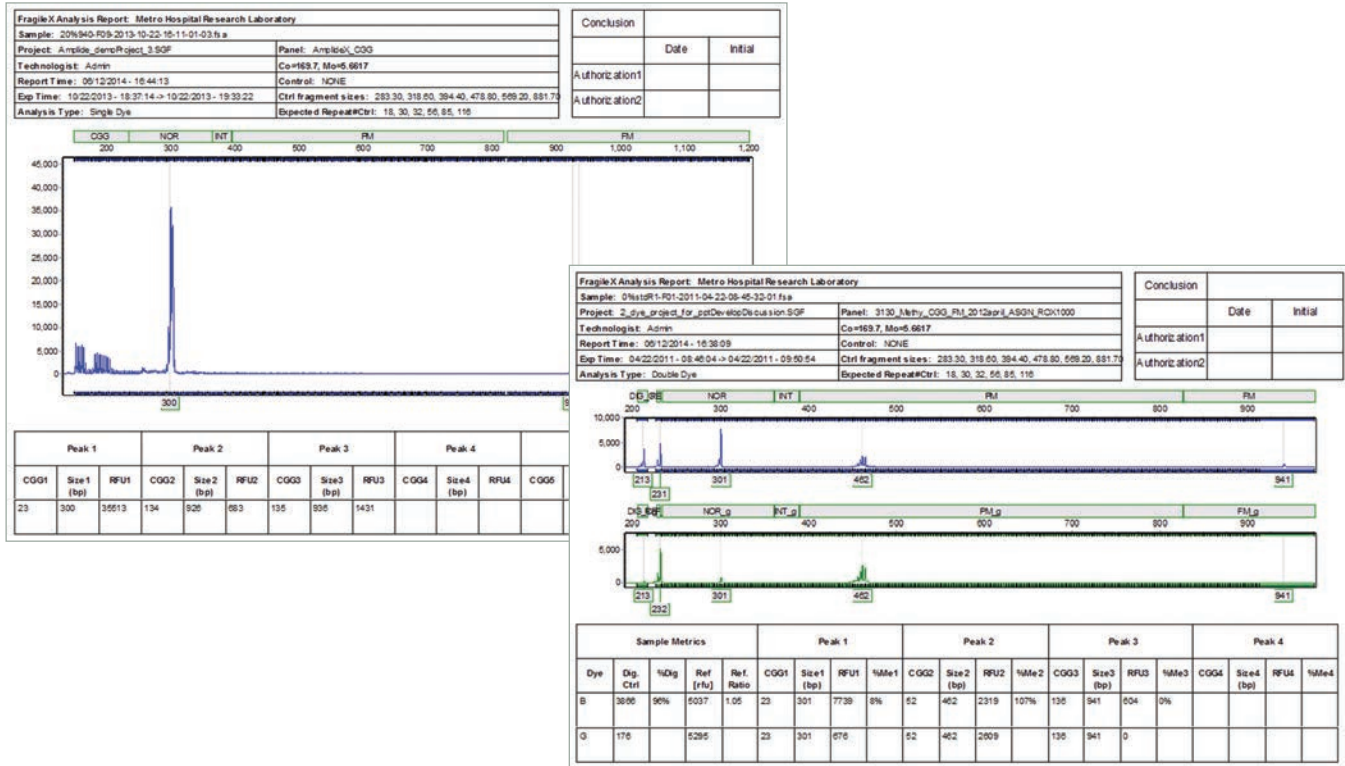 FragileX Analysis Report: Metro Hospital Research Laboratory
Sample: 20%940-F09-2013-10-22-16-11-01-03.fsa
Project: Amplide_demoProject_3.SGF Panel: AmplideX_CGG
Technologist: Admin Co=169.7, Mo=5.6617
Report Time: 06/12/2014 - 16:44:13 Control: NONE
Exp Time: 10/22/2013 - 18:37:14 -> 10/22/2013 - 19:33:22 Ctrl fragment sizes: 283.30, 318.60, 394.40, 478.80, 569.20, 881.70
Analysis Type: Single Dye Expected Repeat#Ctrl: 18, 30, 32, 56, 85, 116
Conclusion
Date Initial
Authorization1
Authorization2
CGG NOR INT PM FM
200 300 400 500 600 700 800 900 1,000 1,100 1,200
45,000
40,000
35,000
30,000
25,000
20,000
15,000
10,000
5,000
0
300
Peak 1 Peak 2 Peak 3 Peak 4
CGG1 Size1 (bp) RFU1 CGG2 Size2 (bp) RFU2 CGG3 Size3 (bp) RFU3 CGG4 Size4 (bp) RFU4 CGG5
23 300 35513 134 926 683 135 936 1431
FragileX Analysis Report: Metro Hospital Research Laboratory
Sample: 0%stdR1-F01-2011-04-22-08-45-32-01.fsa
Project: 2_dye_project_for_pptDevelopDiscussion.SGF Panel: 3130_Methy_CGG_FM_2012april_ASGN_ROX1000
Technologist: Admin Co=169.7, Mo=5.6617
Report Time: 06/12/2014 - 16:38:09 Control: NONE
Exp Time: 04/22/2011 - 08:46:04 -> 04/22/2011 - 09:50:54 Ctrl fragment sizes: 283.30, 318.60, 394.40, 478.80, 569.20, 881.70
Analysis Type: Double Dye Expected Repeat#Ctrl: 18, 30, 32, 56, 85, 116
Conclusion
Date Initial
Authorization1
Authorization2
NOR INT PM FM
200 300 400 500 600 700 800 900
10,000
5,000
0
213 301 462 941
231
NOR_g INT_g PM_g FM_g
200 300 400 500 600 700 800 900
5,000
0
213 301 462 941
232
Sample Metrics Peak 1 Peak 2 Peak 3 Peak 4
Dye Dig. Ctrl %Dig Ref [rfu] Ref. Ratio CGG1 Size1 (bp) RFU1 %Me1 CGG2 Size2 (bp) RFU2 %Me2 CGG3 Size3 (bp) RFU3 %Me3 CGG4 Size4 (bp) RFU4 %Me4
B 3866 96% 5037 1.05 23 301 7739 8% 52 462 2319 107% 136 941 604 0%
G 176 5295 23 301 676 52 462 2609 136 941 0